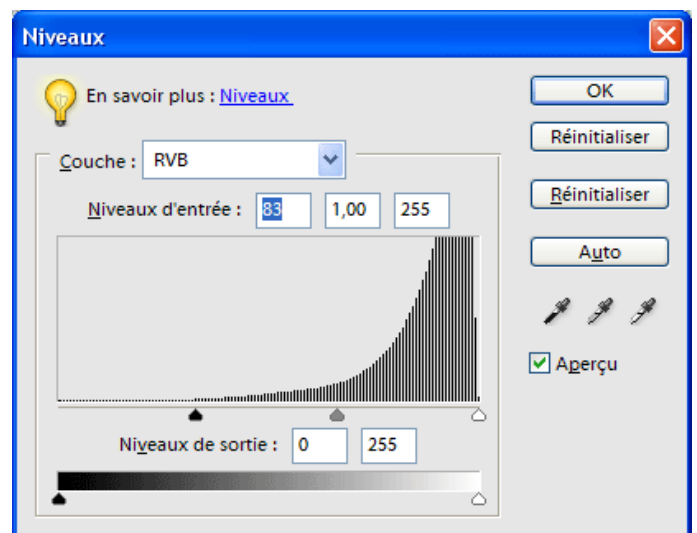 Niveaux
En savoir plus : Niveaux
OK
Réinitialiser
Couche : RVB
Niveaux d'entrée : 83 1,00 255
Réinitialiser
Auto
Aperçu
Niveaux de sortie : 0 255